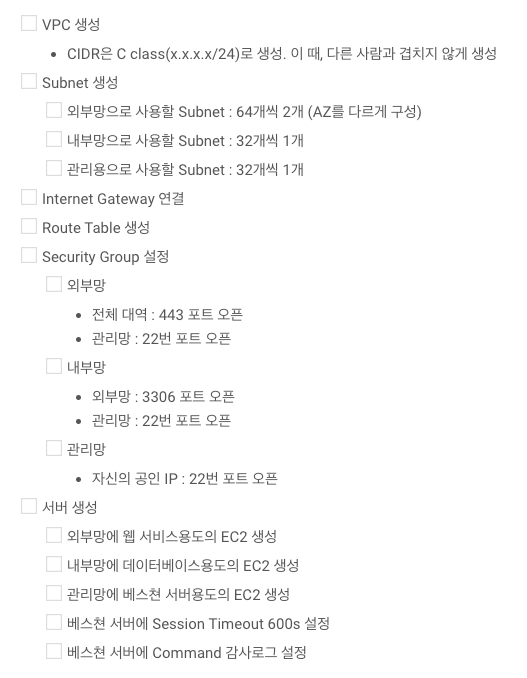 VPC 생성
CIDR은 C class(x.x.x.x/24)로 생성. 이 때, 다른 사람과 겹치지 않게 생성
Subnet 생성
외부망으로 사용할 Subnet : 64개씩 2개 (AZ를 다르게 구성)
내부망으로 사용할 Subnet : 32개씩 1개
관리용으로 사용할 Subnet : 32개씩 1개
Internet Gateway 연결
Route Table 생성
Security Group 설정
외부망
전체 대역 : 443 포트 오픈
관리망 : 22번 포트 오픈
내부망
외부망 : 3306 포트 오픈
관리망 : 22번 포트 오픈
관리망
자신의 공인 IP : 22번 포트 오픈
서버 생성
외부망에 웹 서비스용도의 EC2 생성
내부망에 데이터베이스용도의 EC2 생성
관리망에 베스쳔 서버용도의 EC2 생성
베스쳔 서버에 Session Timeout 600s 설정
베스쳔 서버에 Command 감사로그 설정